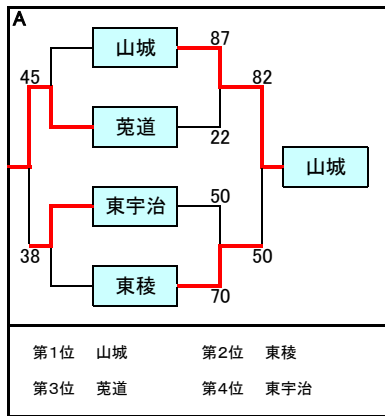 A
山城 87
45 82
莵道 22
山城
東宇治 50
38 50
東稜 70
第1位 山城 第2位 東稜
第3位 莵道 第4位 東宇治